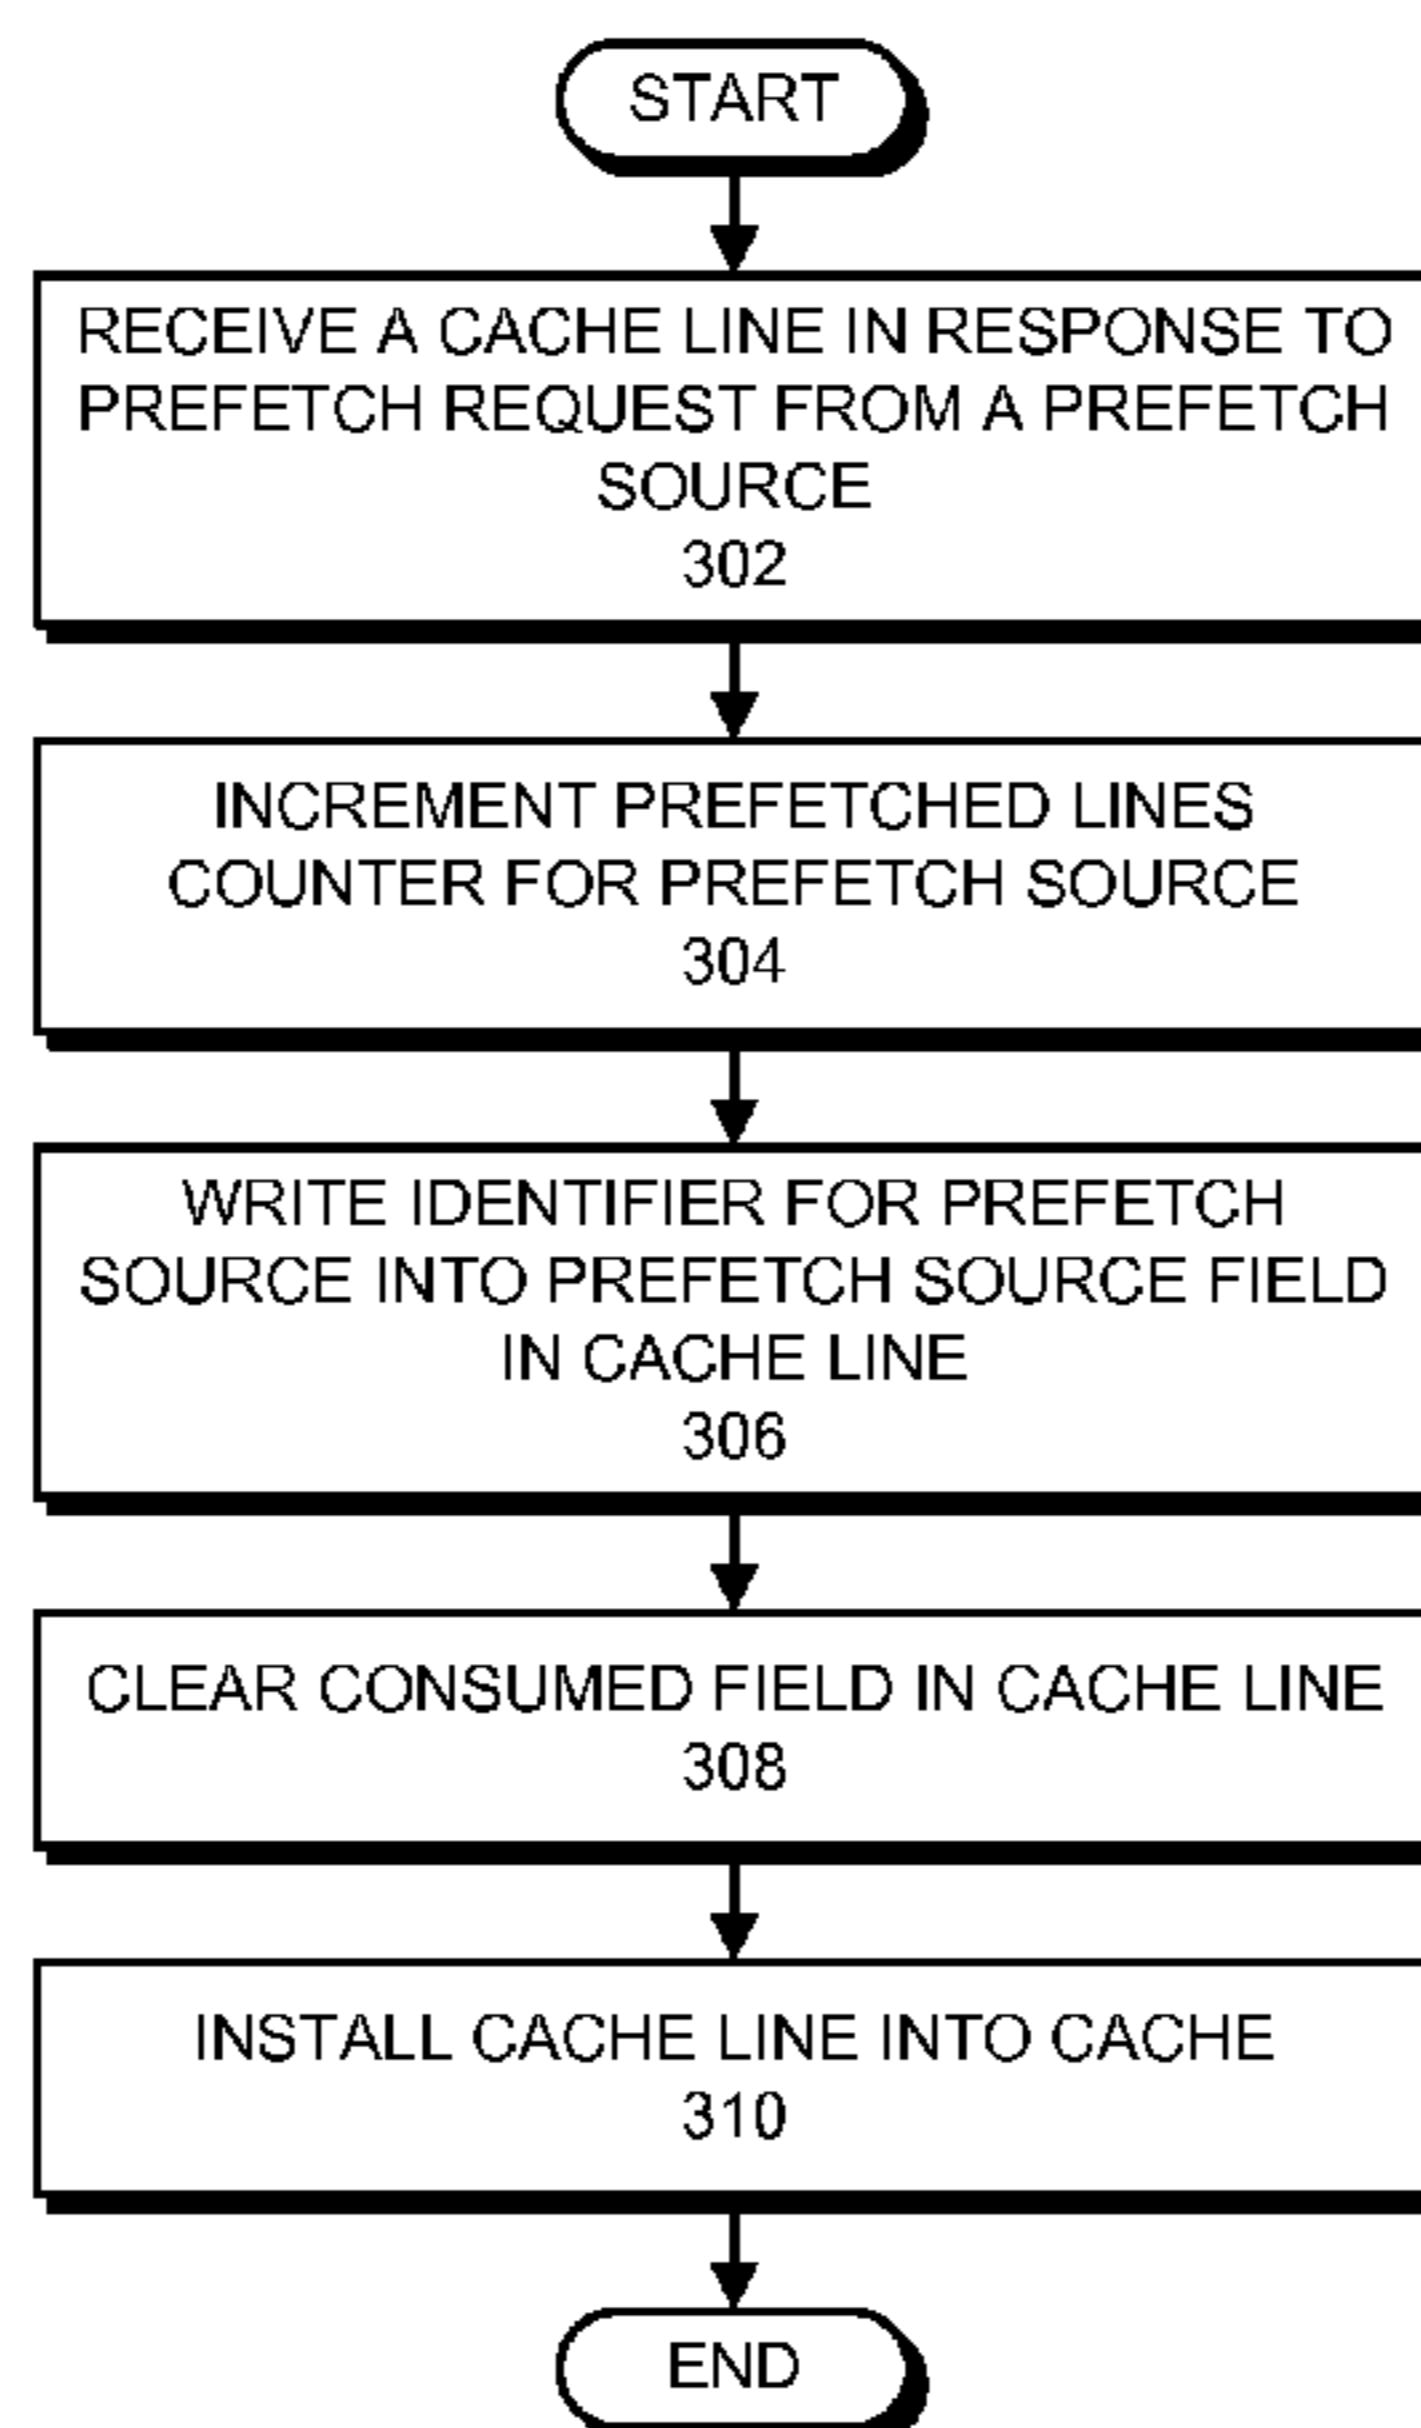 START
RECEIVE A CACHE LINE IN RESPONSE TO
PREFETCH REQUEST FROM A PREFETCH
SOURCE
302
INCREMENT PREFETCHED LINES
COUNTER FOR PREFETCH SOURCE
304
WRITE IDENTIFIER FOR PREFETCH
SOURCE INTO PREFETCH SOURCE FIELD
IN CACHE LINE
306
CLEAR CONSUMED FIELD IN CACHE LINE
308
INSTALL CACHE LINE INTO CACHE
310
END